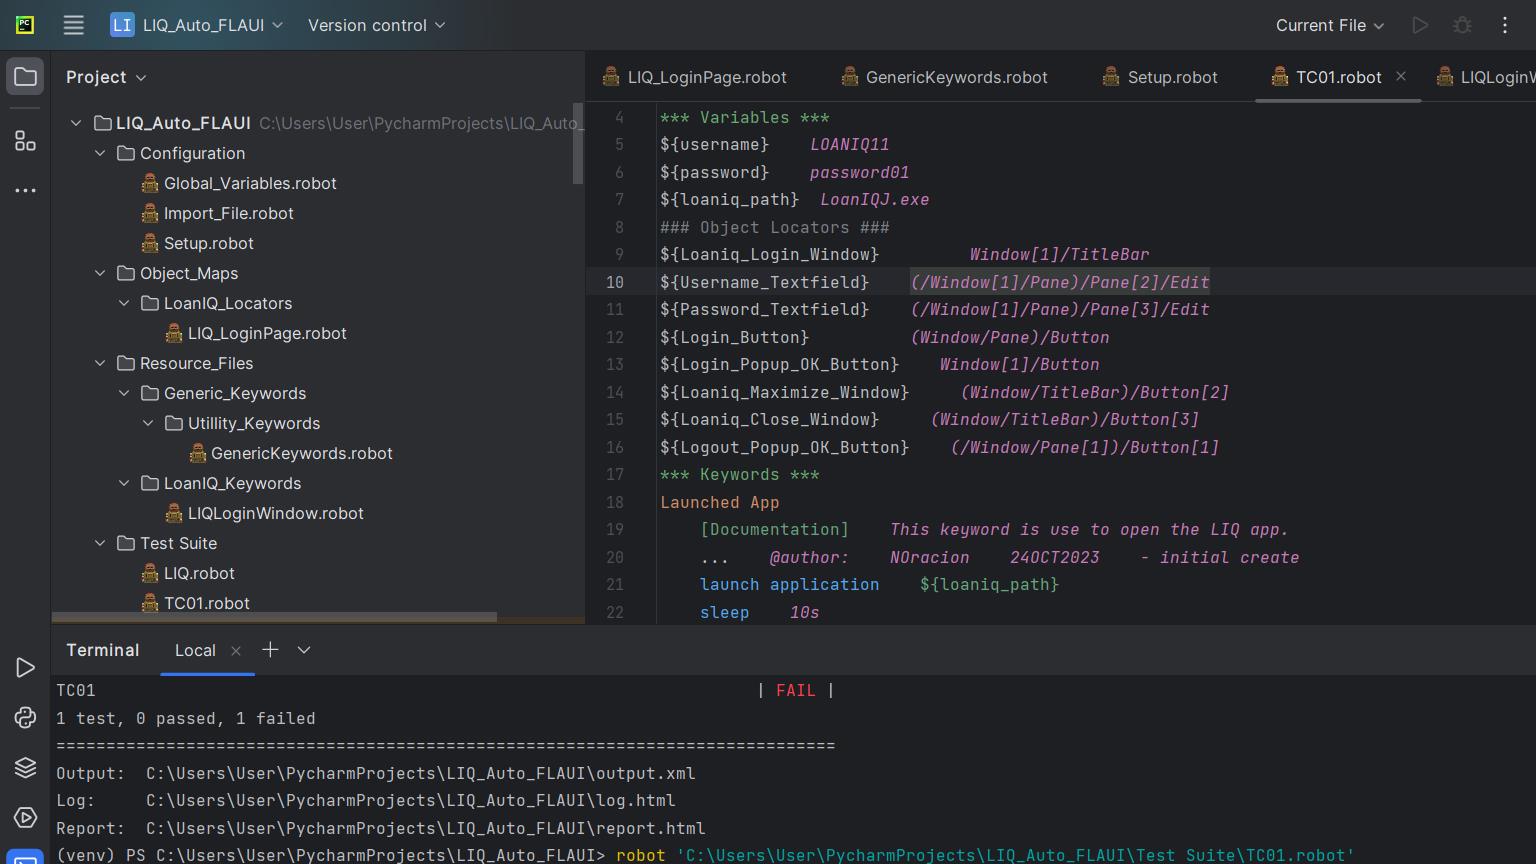 PC
LI LIQ_Auto_FLAUI Version control Current File
Project
LIQ_LoginPage.robot GenericKeywords.robot Setup.robot TC01.robot LIQLoginW
LIQ_Auto_FLAUI C:\Users\User\PycharmProjects\LIQ_Auto_
Configuration
Global_Variables.robot
Import_File.robot
Setup.robot
Object_Maps
LoanIQ_Locators
LIQ_LoginPage.robot
Resource_Files
Generic_Keywords
Utillity_Keywords
GenericKeywords.robot
LoanIQ_Keywords
LIQLoginWindow.robot
Test Suite
LIQ.robot
TC01.robot
4 *** Variables ***
5 ${username} LOANIQ11
6 ${password} password01
7 ${loaniq_path} LoanIQJ.exe
8 ### Object Locators ###
9 ${Loaniq_Login_Window} Window[1]/TitleBar
10 ${Username_Textfield} (/Window[1]/Pane)/Pane[2]/Edit
11 ${Password_Textfield} (/Window[1]/Pane)/Pane[3]/Edit
12 ${Login_Button} (Window/Pane)/Button
13 ${Login_Popup_OK_Button} Window[1]/Button
14 ${Loaniq_Maximize_Window} (Window/TitleBar)/Button[2]
15 ${Loaniq_Close_Window} (Window/TitleBar)/Button[3]
16 ${Logout_Popup_OK_Button} (/Window/Pane[1])/Button[1]
17 *** Keywords ***
18 Launched App
19 [Documentation] This keyword is use to open the LIQ app.
20 ... @author: NOracion 24OCT2023 - initial create
21 launch application ${loaniq_path}
22 sleep 10s
Terminal Local
TC01 | FAIL |
1 test, 0 passed, 1 failed
==============================================================================
Output: C:\Users\User\PycharmProjects\LIQ_Auto_FLAUI\output.xml
Log: C:\Users\User\PycharmProjects\LIQ_Auto_FLAUI\log.html
Report: C:\Users\User\PycharmProjects\LIQ_Auto_FLAUI\report.html
(venv) PS C:\Users\User\PycharmProjects\LIQ_Auto_FLAUI> robot 'C:\Users\User\PycharmProjects\LIQ_Auto_FLAUI\Test Suite\TC01.robot'